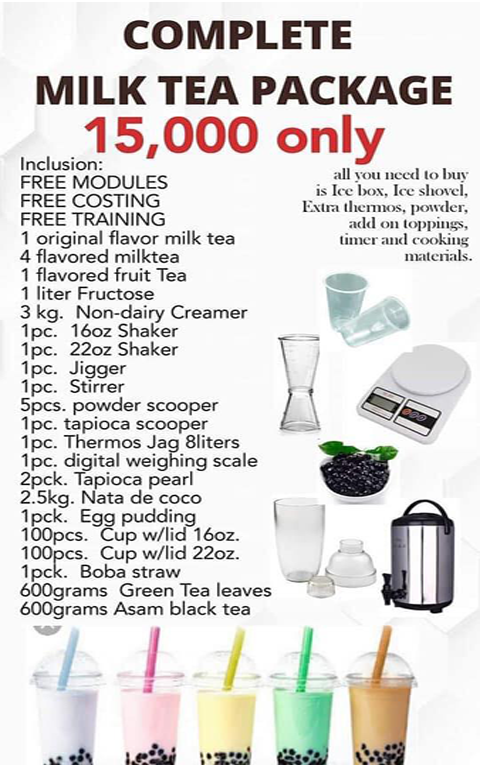 COMPLETE
MILK TEA PACKAGE
15,000 only
Inclusion:
FREE MODULES
FREE COSTING
FREE TRAINING
1 original flavor milk tea
4 flavored milktea
1 flavored fruit Tea
1 liter Fructose
3 kg. Non-dairy Creamer
1pc. 16oz Shaker
1pc. 22oz Shaker
1pc. Jigger
1pc. Stirrer
5pcs. powder scooper
1pc. tapioca scooper
1pc. Thermos Jag 8liters
1pc. digital weighing scale
2pck. Tapioca pearl
2.5kg. Nata de coco
1pck. Egg pudding
100pcs. Cup w/lid 16oz.
100pcs. Cup w/lid 22oz.
1pck. Boba straw
600grams Green Tea leaves
600grams Asam black tea
all you need to buy
is Ice box, Ice shovel,
Extra thermos, powder,
add on toppings,
timer and cooking
materials.